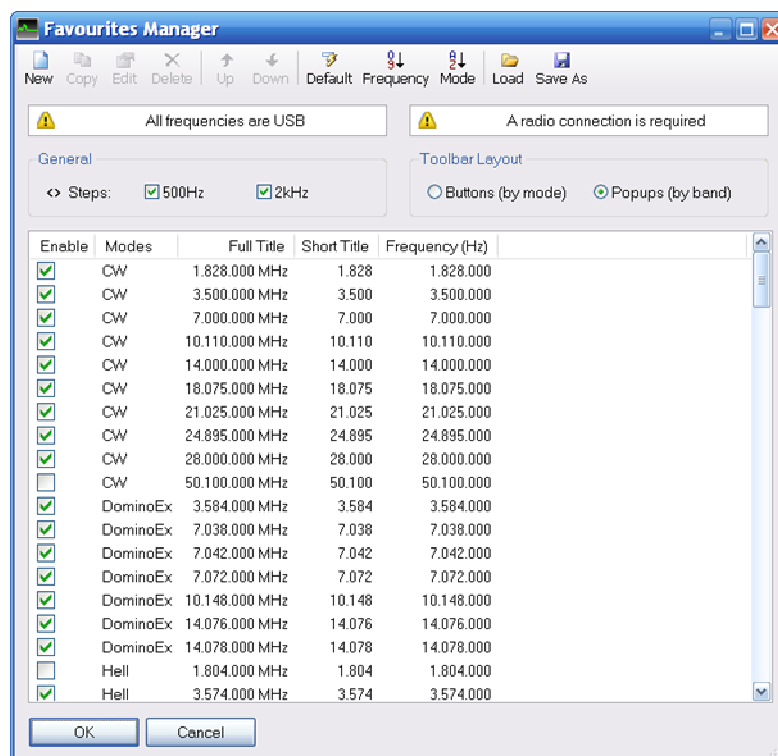 Favourites Manager
New Copy Edit Delete Up Down Default Frequency Mode Load Save As
All frequencies are USB A radio connection is required
General Toolbar Layout
<> Steps: 500Hz 2kHz Buttons (by mode) Popups (by band)
Enable Modes Full Title Short Title Frequency (Hz)
CW 1.828.000 MHz 1.828 1.828.000
CW 3.500.000 MHz 3.500 3.500.000
CW 7.000.000 MHz 7.000 7.000.000
CW 10.110.000 MHz 10.110 10.110.000
CW 14.000.000 MHz 14.000 14.000.000
CW 18.075.000 MHz 18.075 18.075.000
CW 21.025.000 MHz 21.025 21.025.000
CW 24.895.000 MHz 24.895 24.895.000
CW 28.000.000 MHz 28.000 28.000.000
CW 50.100.000 MHz 50.100 50.100.000
DominoEx 3.584.000 MHz 3.584 3.584.000
DominoEx 7.038.000 MHz 7.038 7.038.000
DominoEx 7.042.000 MHz 7.042 7.042.000
DominoEx 7.072.000 MHz 7.072 7.072.000
DominoEx 10.148.000 MHz 10.148 10.148.000
DominoEx 14.076.000 MHz 14.076 14.076.000
DominoEx 14.078.000 MHz 14.078 14.078.000
Hell 1.804.000 MHz 1.804 1.804.000
Hell 3.574.000 MHz 3.574 3.574.000
OK Cancel